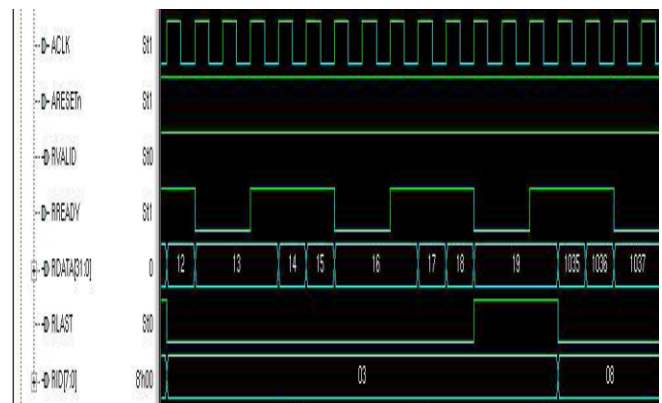 ACLK St1
ARESETn St1
RVALID St0
RREADY St1
RDATA[31:0] 0 12 13 14 15 16 17 18 19 1035 1036 1037
RLAST St0
RID[7:0] 8'h00 03 08